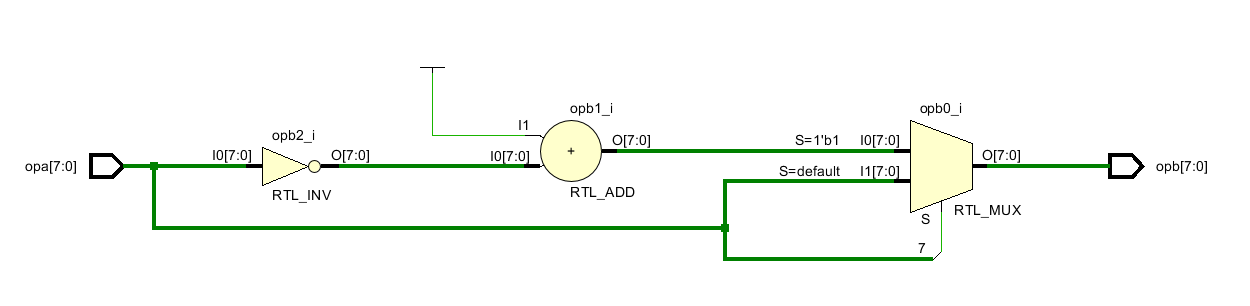 opb1_i
opb0_i
I1
opb2_i
O[7:0]
S=1'b1
I0[7:0]
I0[7:0]
O[7:0]
I0[7:0]
+
O[7:0]
opa[7:0]
opb[7:0]
S=default
I1[7:0]
RTL_INV
RTL_ADD
RTL_MUX
S
7